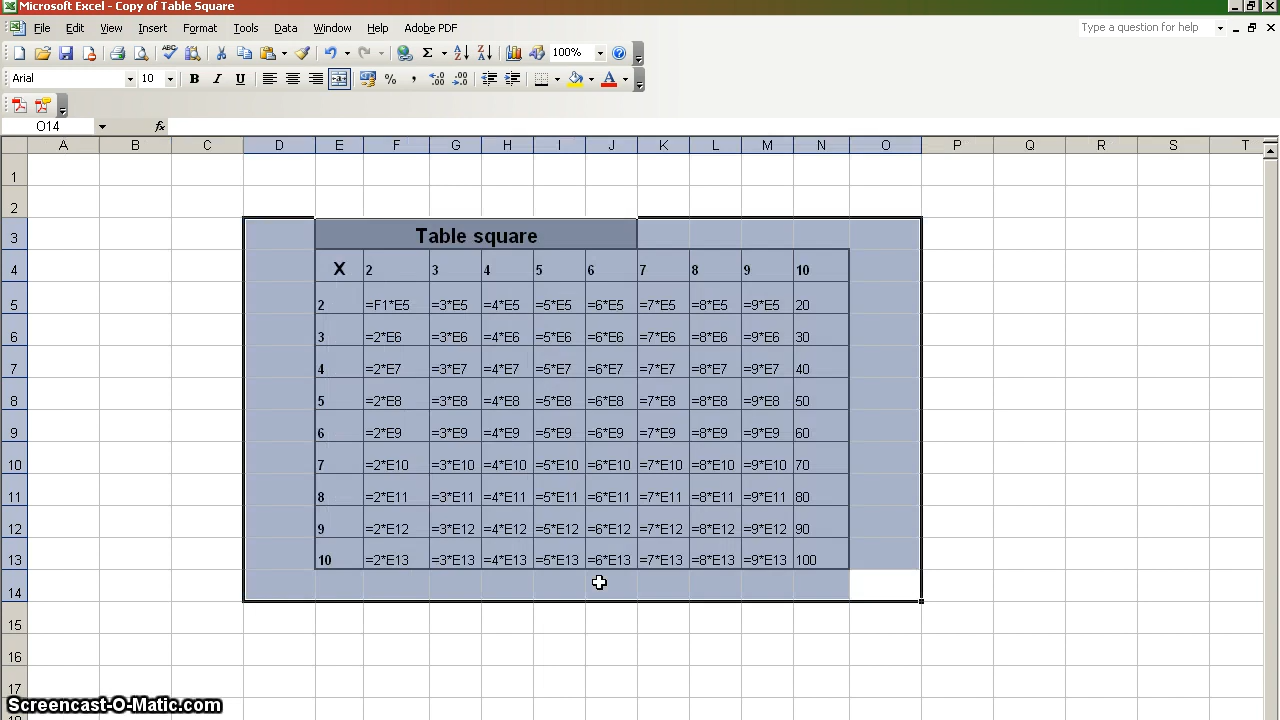 Microsoft Excel - Copy of Table Square
File Edit View Insert Format Tools Data Window Help Adobe PDF
Type a question for help
100%
Arial 10 B I U % ,
O14 fx
A B C D E F G H I J K L M N O P Q R S T
1
2
3 Table square
4 X 2 3 4 5 6 7 8 9 10
5 2 =F1*E5 =3*E5 =4*E5 =5*E5 =6*E5 =7*E5 =8*E5 =9*E5 20
6 3 =2*E6 =3*E6 =4*E6 =5*E6 =6*E6 =7*E6 =8*E6 =9*E6 30
7 4 =2*E7 =3*E7 =4*E7 =5*E7 =6*E7 =7*E7 =8*E7 =9*E7 40
8 5 =2*E8 =3*E8 =4*E8 =5*E8 =6*E8 =7*E8 =8*E8 =9*E8 50
9 6 =2*E9 =3*E9 =4*E9 =5*E9 =6*E9 =7*E9 =8*E9 =9*E9 60
10 7 =2*E10 =3*E10 =4*E10 =5*E10 =6*E10 =7*E10 =8*E10 =9*E10 70
11 8 =2*E11 =3*E11 =4*E11 =5*E11 =6*E11 =7*E11 =8*E11 =9*E11 80
12 9 =2*E12 =3*E12 =4*E12 =5*E12 =6*E12 =7*E12 =8*E12 =9*E12 90
13 10 =2*E13 =3*E13 =4*E13 =5*E13 =6*E13 =7*E13 =8*E13 =9*E13 100
14
15
16
17
Screencast-O-Matic.com